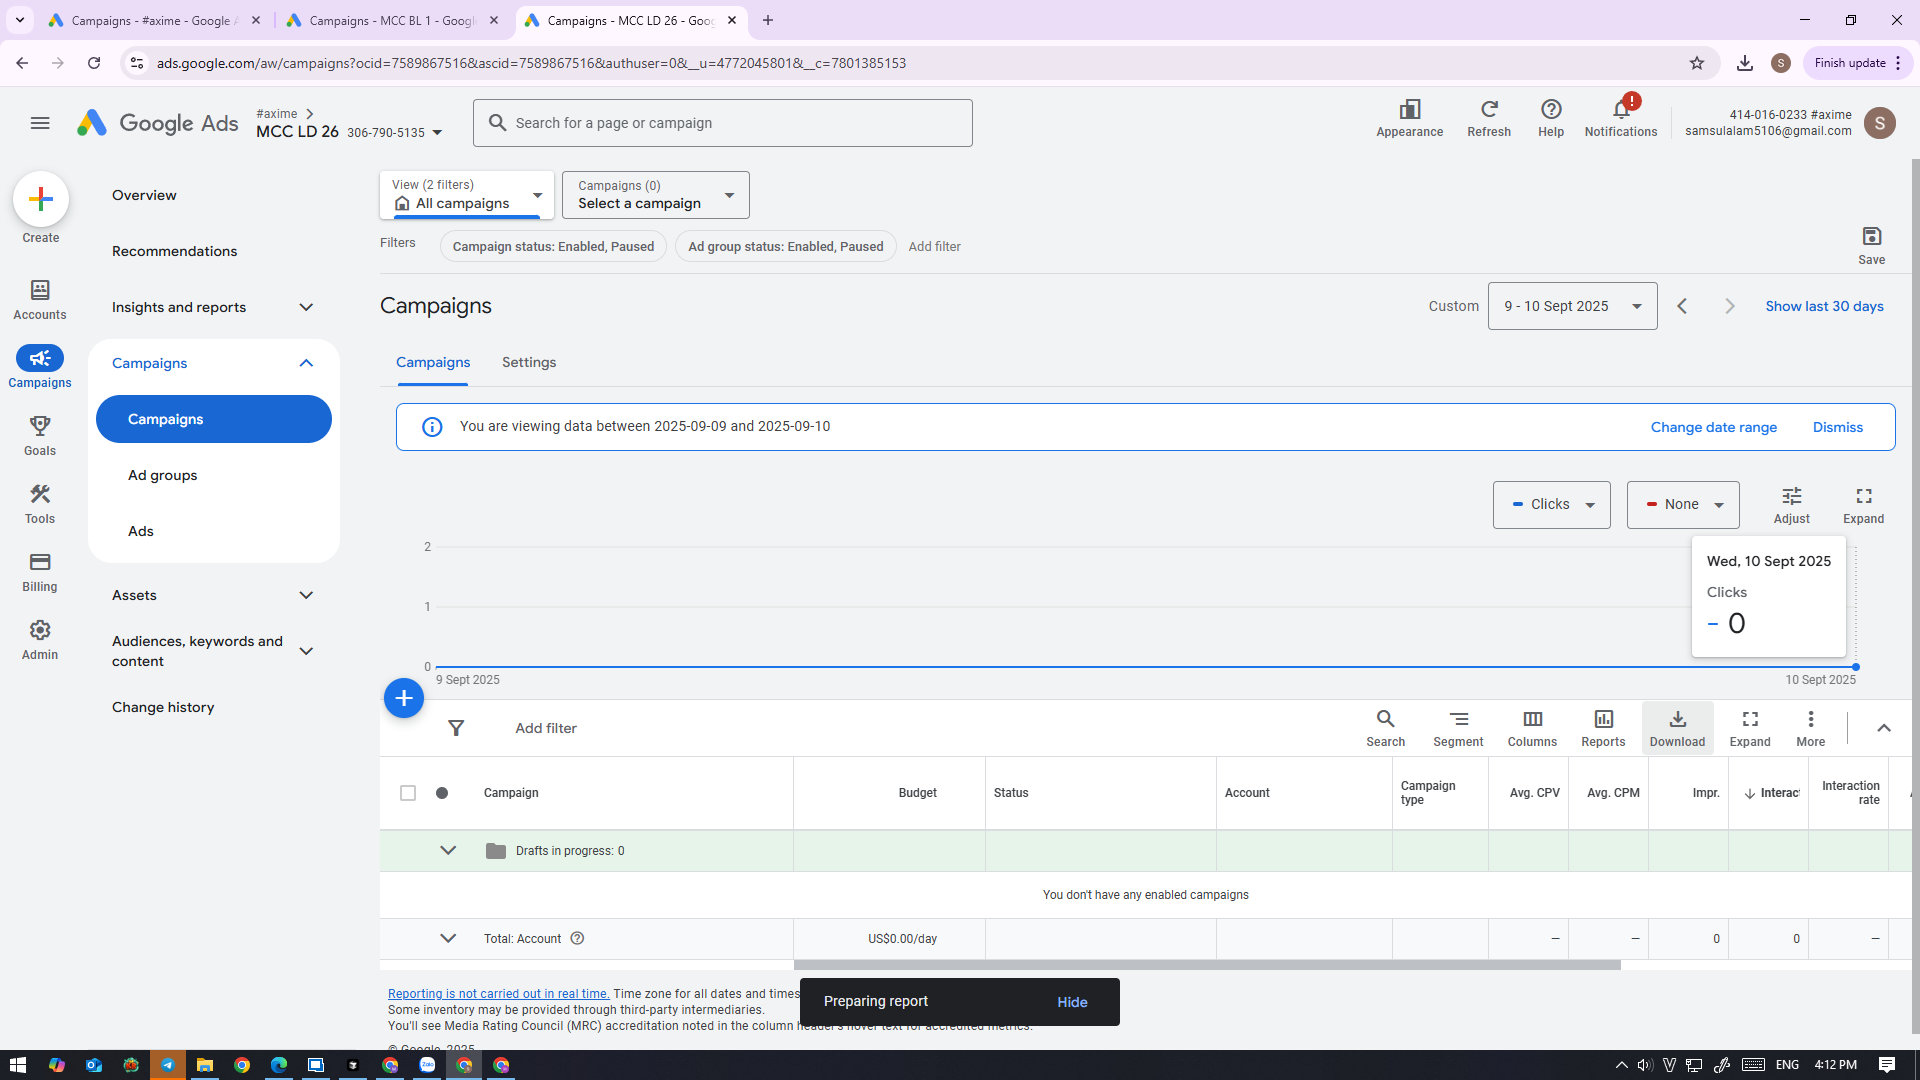 Campaigns - #axime - Google A
Campaigns - MCC BL 1 - Googl
Campaigns - MCC LD 26 - Goog
ads.google.com/aw/campaigns?ocid=7589867516&ascid=7589867516&authuser=0&__u=4772045801&__c=7801385153
S
Finish update
Google Ads
#axime
MCC LD 26 306-790-5135
Search for a page or campaign
Appearance
Refresh
Help
!
Notifications
414-016-0233 #axime
samsulalam5106@gmail.com
S
Create
Accounts
Campaigns
Goals
Tools
Billing
Admin
Overview
Recommendations
Insights and reports
Campaigns
Campaigns
Ad groups
Ads
Assets
Audiences, keywords and
content
Change history
View (2 filters)
All campaigns
Campaigns (0)
Select a campaign
Filters
Campaign status: Enabled, Paused
Ad group status: Enabled, Paused
Add filter
Save
Campaigns
Custom
9 - 10 Sept 2025
Show last 30 days
Campaigns
Settings
You are viewing data between 2025-09-09 and 2025-09-10
Change date range
Dismiss
Clicks
None
Adjust
Expand
2
1
0
9 Sept 2025
10 Sept 2025
Wed, 10 Sept 2025
Clicks
0
Add filter
Search
Segment
Columns
Reports
Download
Expand
More
Campaign
Budget
Status
Account
Campaign
type
Avg. CPV
Avg. CPM
Impr.
Interac
Interaction
rate
Drafts in progress: 0
You don't have any enabled campaigns
Total: Account
US$0.00/day
—
—
0
0
—
Reporting is not carried out in real time. Time zone for all dates and times
Some inventory may be provided through third-party intermediaries.
You'll see Media Rating Council (MRC) accreditation noted in the column header's hover text for accredited metrics.
© Google, 2025
Preparing report
Hide
Zalo
ENG
4:12 PM